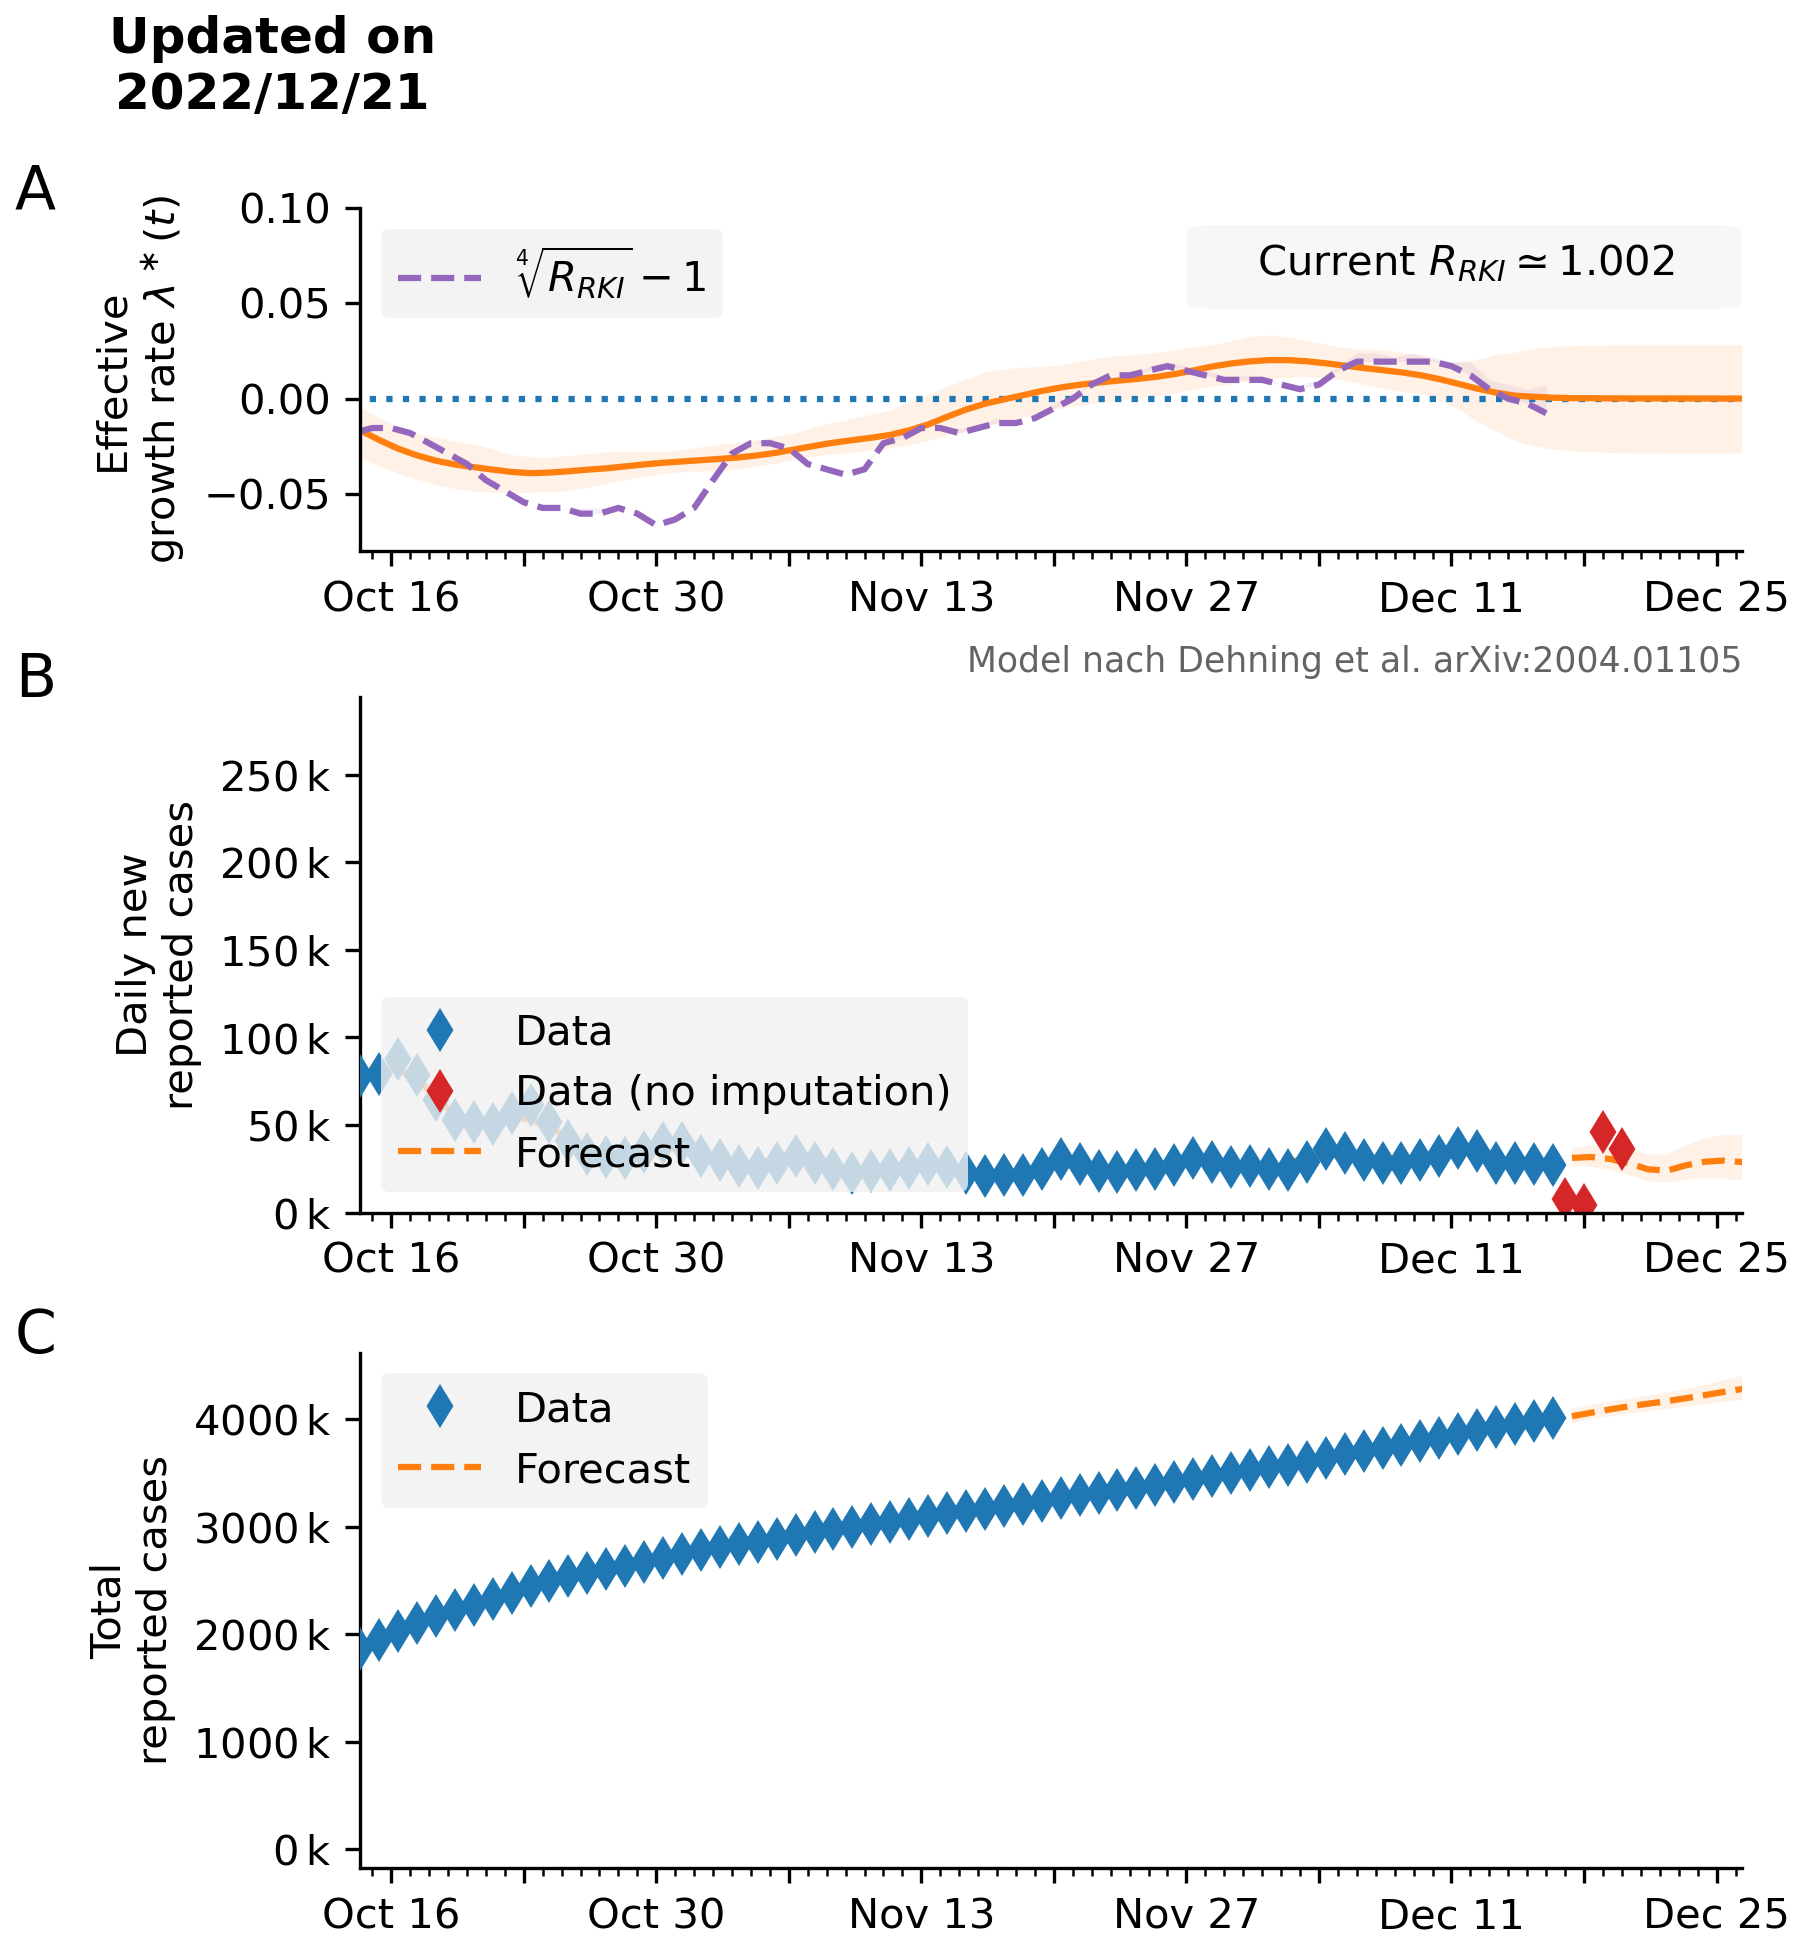 Updated on
2022/12/21
A
Effective
growth rate λ* (t)
0.10
0.05
0.00
−0.05
∜R_RKI − 1
Current R_RKI ≃ 1.002
Oct 16
Oct 30
Nov 13
Nov 27
Dec 11
Dec 25
Model nach Dehning et al. arXiv:2004.01105
B
Daily new
reported cases
250 k
200 k
150 k
100 k
50 k
0 k
Data
Data (no imputation)
Forecast
Oct 16
Oct 30
Nov 13
Nov 27
Dec 11
Dec 25
C
Total
reported cases
4000 k
3000 k
2000 k
1000 k
0 k
Data
Forecast
Oct 16
Oct 30
Nov 13
Nov 27
Dec 11
Dec 25